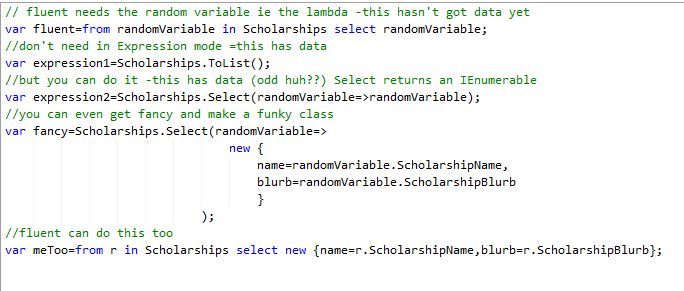 // fluent needs the random variable ie the lambda -this hasn't got data yet
var fluent=from randomVariable in Scholarships select randomVariable;
//don't need in Expression mode =this has data
var expression1=Scholarships.ToList();
//but you can do it -this has data (odd huh??) Select returns an IEnumerable
var expression2=Scholarships.Select(randomVariable=>randomVariable);
//you can even get fancy and make a funky class
var fancy=Scholarships.Select(randomVariable=>
new {
name=randomVariable.ScholarshipName,
blurb=randomVariable.ScholarshipBlurb
}
);
//fluent can do this too
var meToo=from r in Scholarships select new {name=r.ScholarshipName,blurb=r.ScholarshipBlurb};